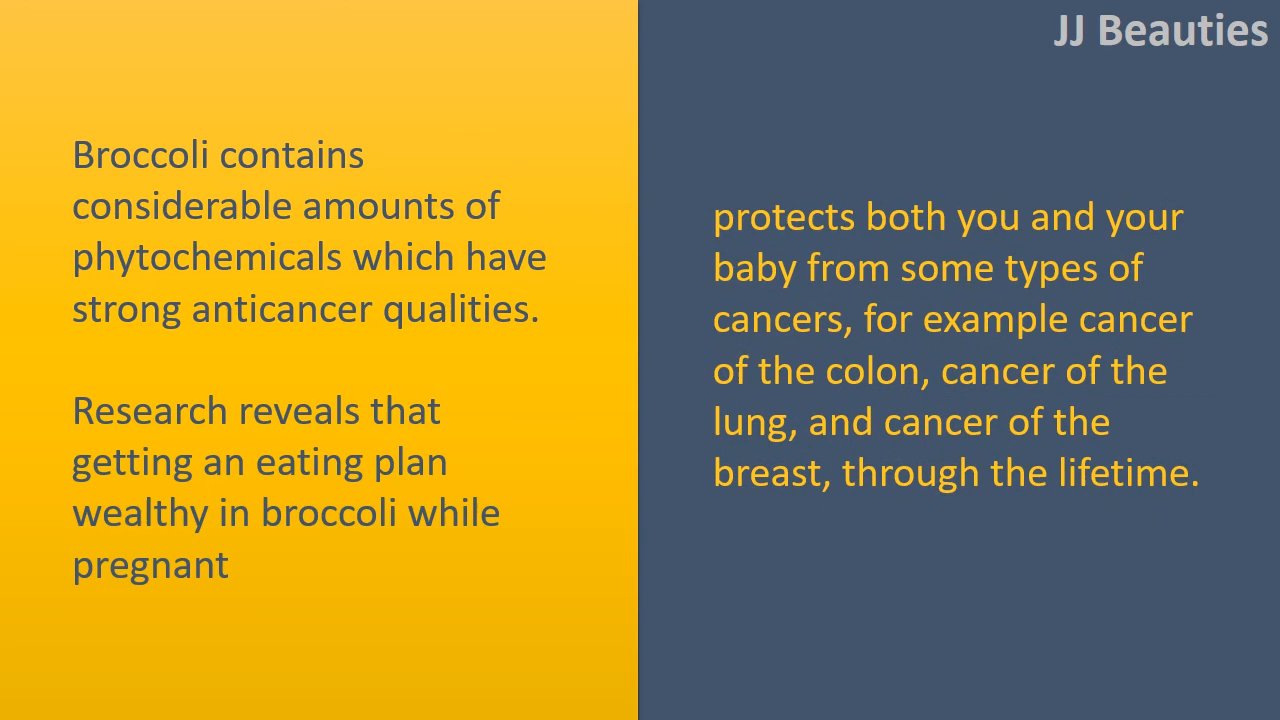 JJ Beauties
Broccoli contains
considerable amounts of
phytochemicals which have
strong anticancer qualities.
Research reveals that
getting an eating plan
wealthy in broccoli while
pregnant
protects both you and your
baby from some types of
cancers, for example cancer
of the colon, cancer of the
lung, and cancer of the
breast, through the lifetime.